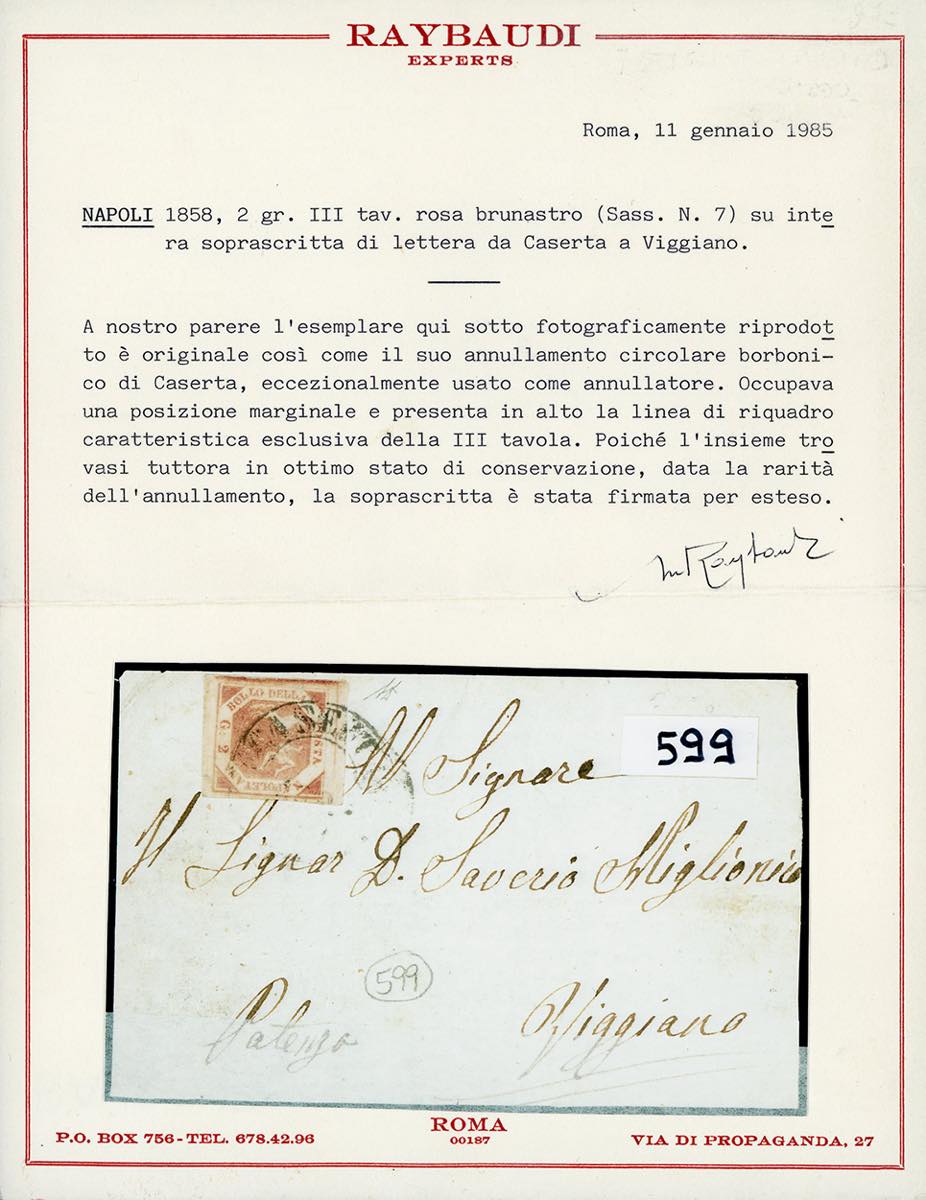 RAYBAUDI
EXPERTS
Roma, 11 gennaio 1985
NAPOLI 1858, 2 gr. III tav. rosa brunastro (Sass. N. 7) su inte
ra soprascritta di lettera da Caserta a Viggiano.
A nostro parere l'esemplare qui sotto fotograficamente riprodot
to è originale così come il suo annullamento circolare borboni-
co di Caserta, eccezionalmente usato come annullatore. Occupava
una posizione marginale e presenta in alto la linea di riquadro
caratteristica esclusiva della III tavola. Poiché l'insieme tro
vasi tuttora in ottimo stato di conservazione, data la rarità
dell'annullamento, la soprascritta è stata firmata per esteso.
BOLLO DELLA
G. 2
599
Al Signore
Al Signor D. Saverio Miglionico
599
Potenza
Viggiano
ROMA
00187
P.O. BOX 756-TEL. 678.42.96
VIA DI PROPAGANDA, 27